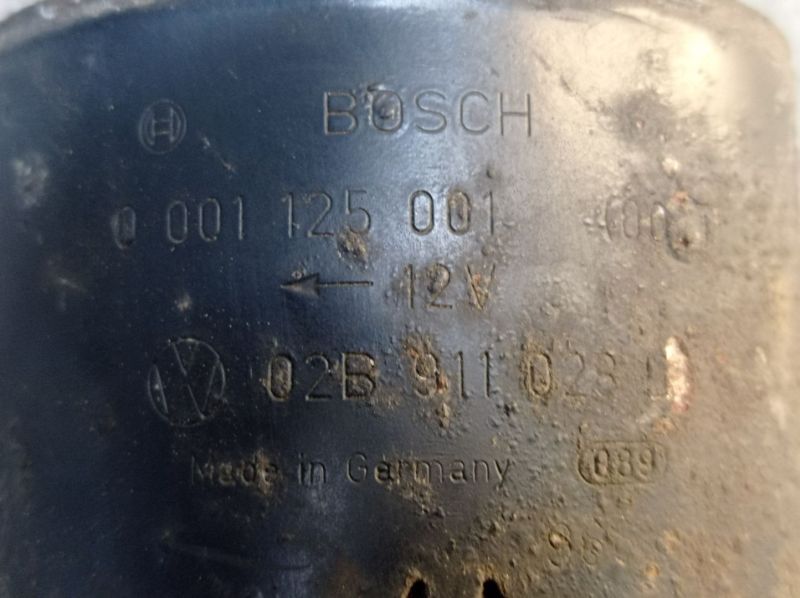 BOSCH
0 001 125 001
12V
02B 911 023
Made in Germany 089